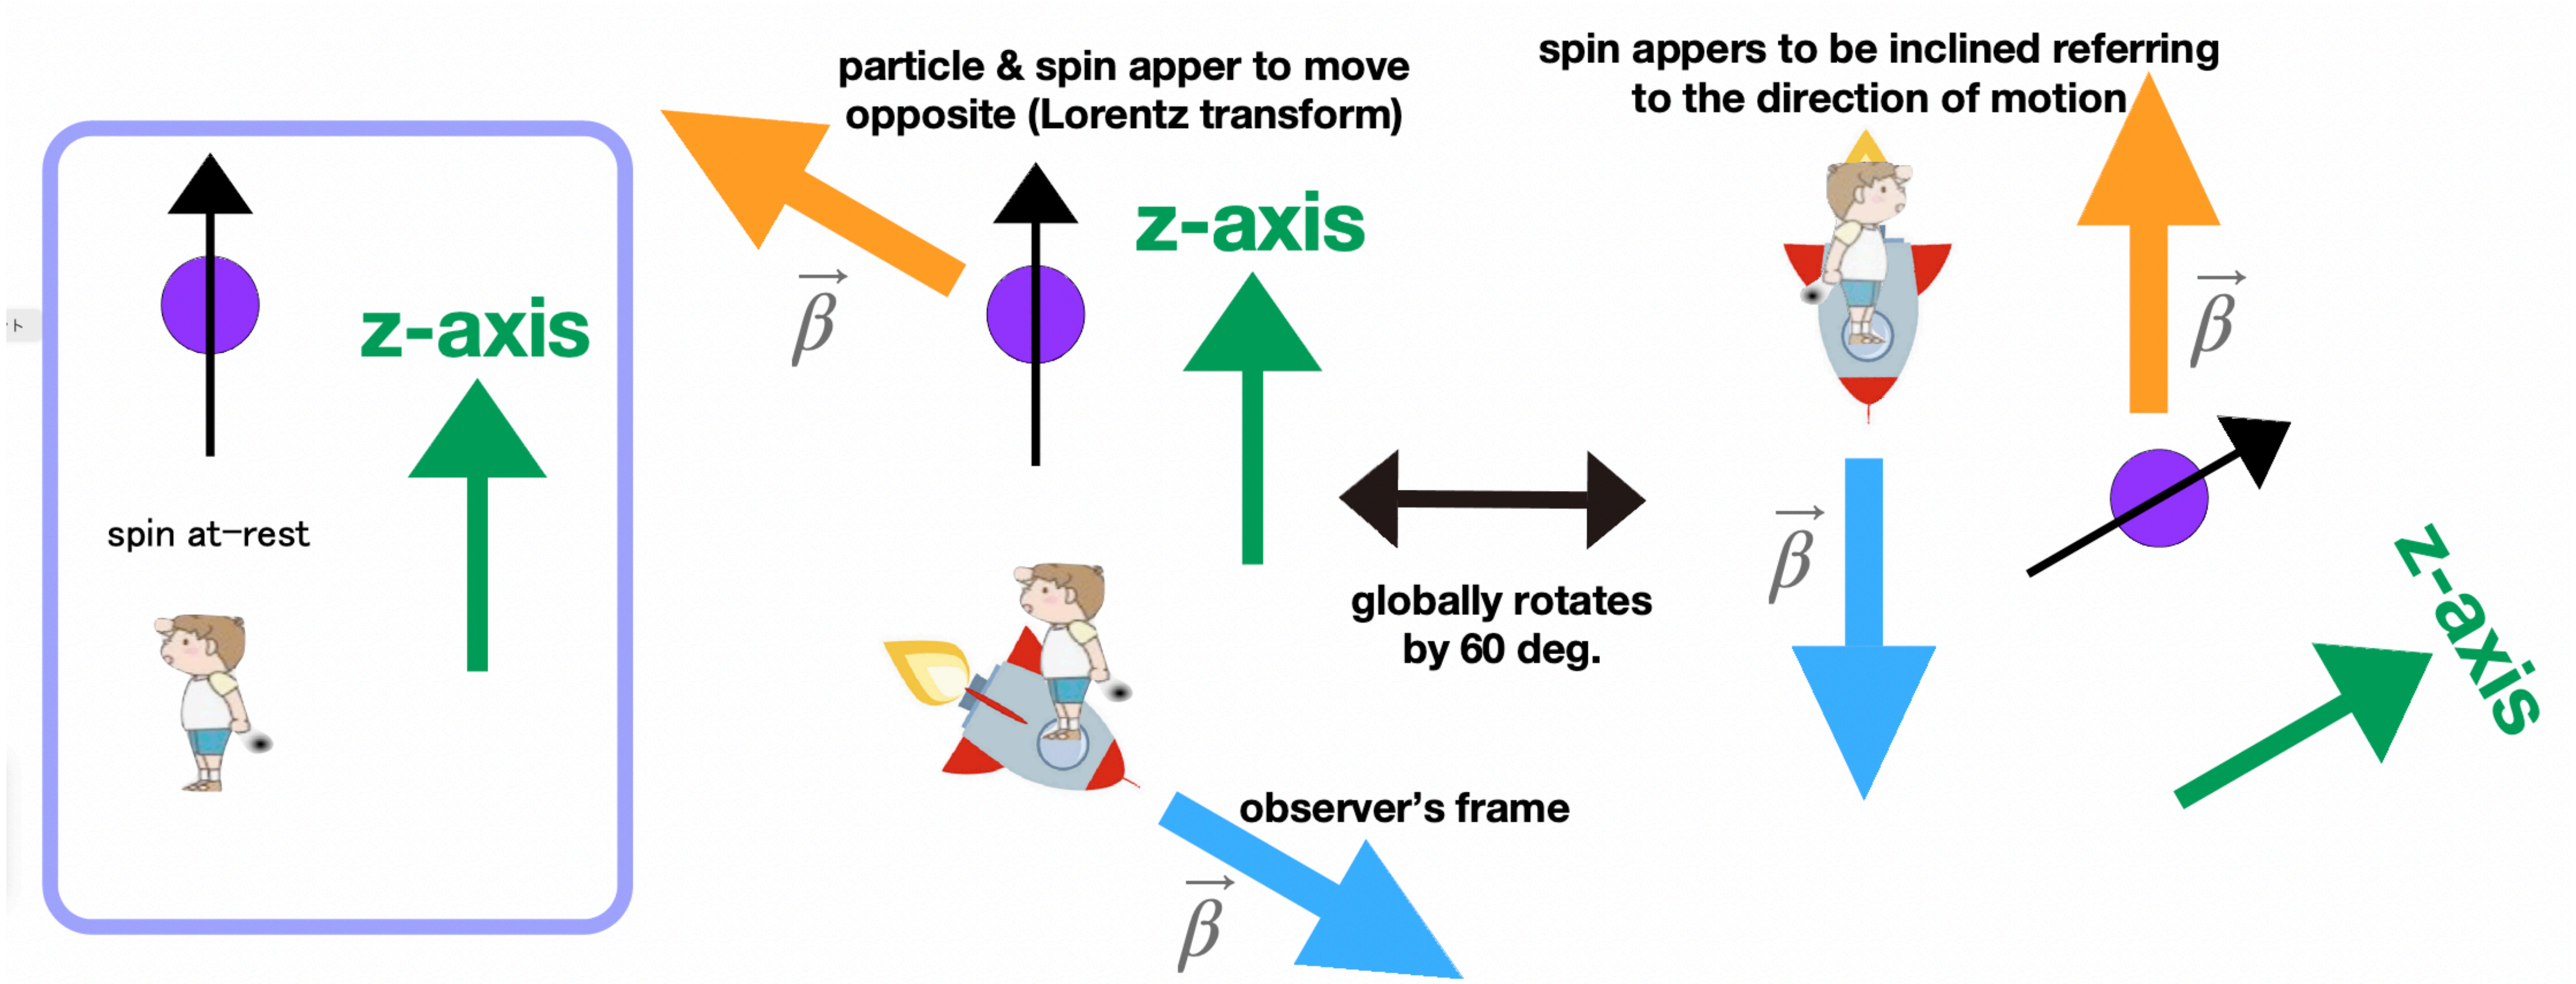 ト
z-axis
spin at-rest
particle & spin apper to move
opposite (Lorentz transform)
β
z-axis
observer's frame
β
globally rotates
by 60 deg.
spin appers to be inclined referring
to the direction of motion
β
β
z-axis